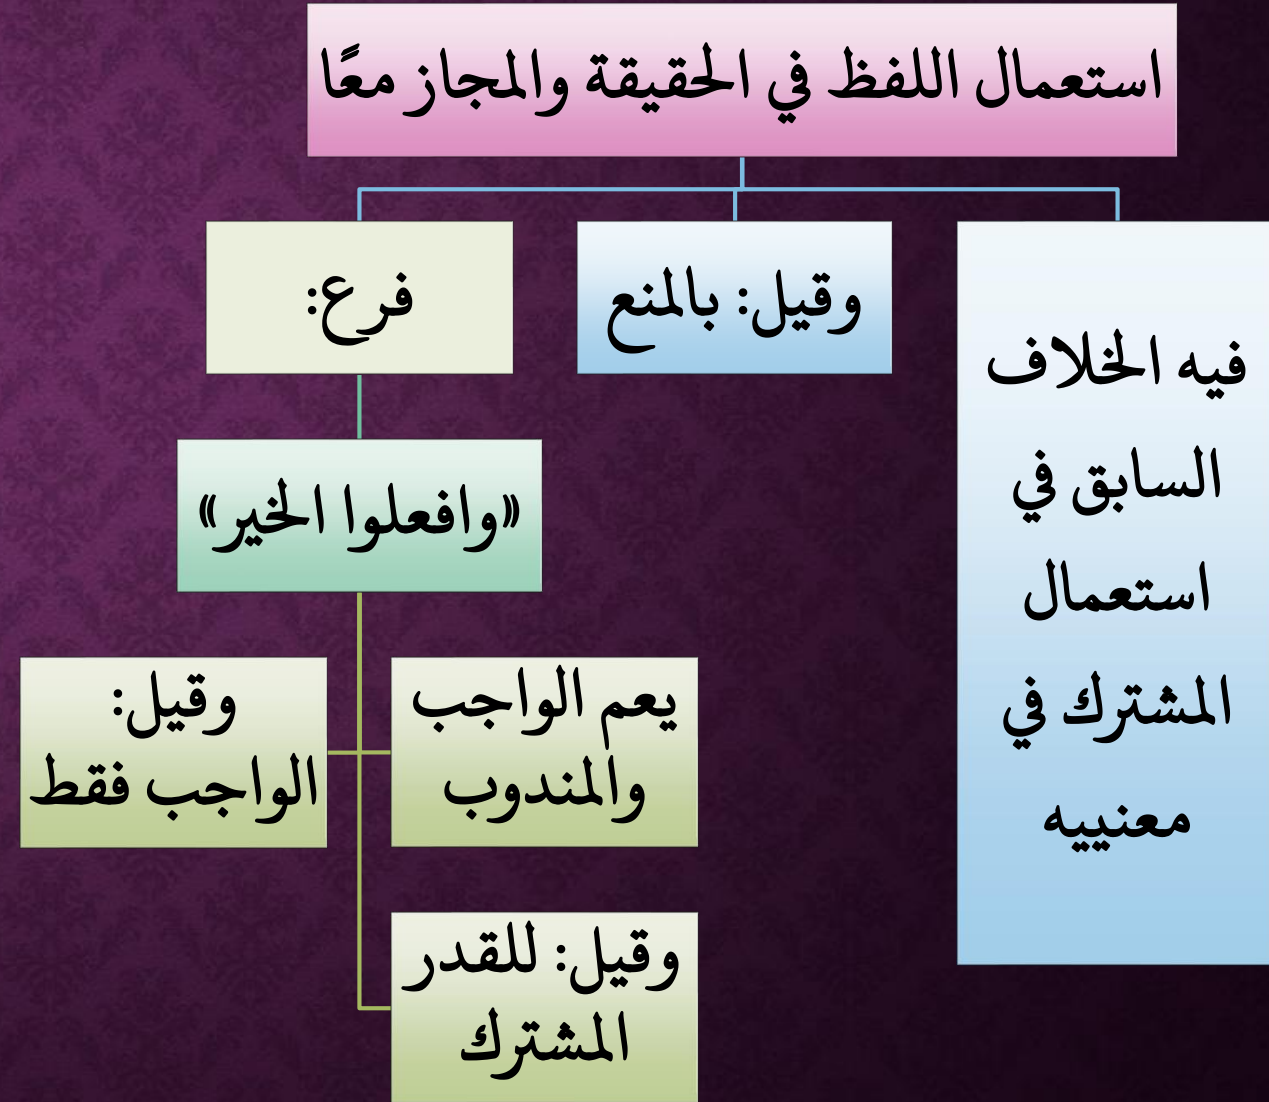 استعمال اللفظ في الحقيقة والمجاز معًا
فيه الخلاف
السابق في
استعمال
المشترك في
معنييه
وقيل: بالمنع
فرع:
«وافعلوا الخير»
يعم الواجب
والمندوب
وقيل:
الواجب فقط
وقيل: للقدر
المشترك